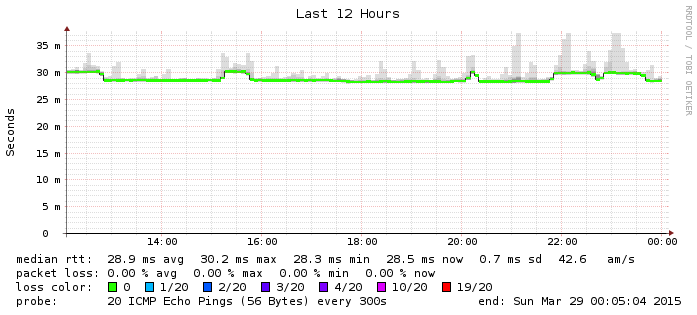 Last 12 Hours
RRDTOOL / TOBI OETIKER
Seconds
35 m
30 m
25 m
20 m
15 m
10 m
5 m
0
14:00 16:00 18:00 20:00 22:00 00:00
median rtt: 28.9 ms avg 30.2 ms max 28.3 ms min 28.5 ms now 0.7 ms sd 42.6 am/s
packet loss: 0.00 % avg 0.00 % max 0.00 % min 0.00 % now
loss color: 0 1/20 2/20 3/20 4/20 10/20 19/20
probe: 20 ICMP Echo Pings (56 Bytes) every 300s end: Sun Mar 29 00:05:04 2015